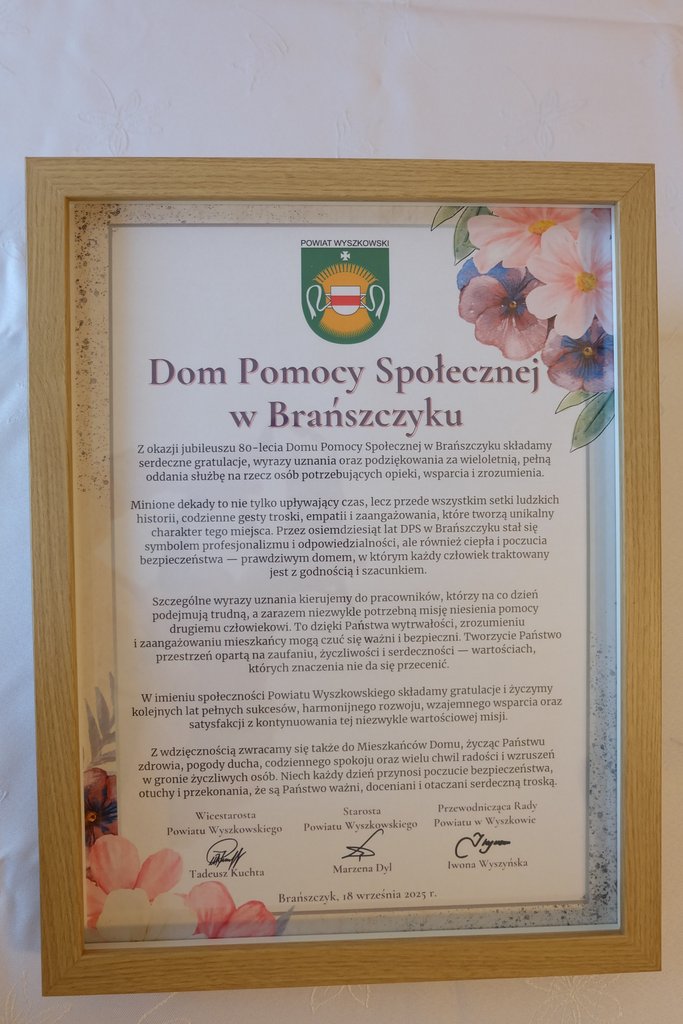 POWIAT WYSZKOWSKI
Dom Pomocy Społecznej
w Brańszczyku
Z okazji jubileuszu 80-lecia Domu Pomocy Społecznej w Brańszczyku składamy
serdeczne gratulacje, wyrazy uznania oraz podziękowania za wieloletnią, pełną
oddania służbę na rzecz osób potrzebujących opieki, wsparcia i zrozumienia.
Minione dekady to nie tylko upływający czas, lecz przede wszystkim setki ludzkich
historii, codzienne gesty troski, empatii i zaangażowania, które tworzą unikalny
charakter tego miejsca. Przez osiemdziesiąt lat DPS w Brańszczyku stał się
symbolem profesjonalizmu i odpowiedzialności, ale również ciepła i poczucia
bezpieczeństwa — prawdziwym domem, w którym każdy człowiek traktowany
jest z godnością i szacunkiem.
Szczególne wyrazy uznania kierujemy do pracowników, którzy na co dzień
podejmują trudną, a zarazem niezwykle potrzebną misję niesienia pomocy
drugiemu człowiekowi. To dzięki Państwa wytrwałości, zrozumieniu
i zaangażowaniu mieszkańcy mogą czuć się ważni i bezpieczni. Tworzycie Państwo
przestrzeń opartą na zaufaniu, życzliwości i serdeczności — wartościach,
których znaczenia nie da się przecenić.
W imieniu społeczności Powiatu Wyszkowskiego składamy gratulacje i życzymy
kolejnych lat pełnych sukcesów, harmonijnego rozwoju, wzajemnego wsparcia oraz
satysfakcji z kontynuowania tej niezwykle wartościowej misji.
Z wdzięcznością zwracamy się także do Mieszkańców Domu, życząc Państwu
zdrowia, pogody ducha, codziennego spokoju oraz wielu chwil radości i wzruszeń
w gronie życzliwych osób. Niech każdy dzień przynosi poczucie bezpieczeństwa,
otuchy i przekonania, że są Państwo ważni, doceniani i otaczani serdeczną troską.
Wicestarosta
Powiatu Wyszkowskiego
Tadeusz Kuchta
Starosta
Powiatu Wyszkowskiego
Marzena Dyl
Przewodnicząca Rady
Powiatu w Wyszkowie
Iwona Wyszyńska
Brańszczyk, 18 września 2025 r.